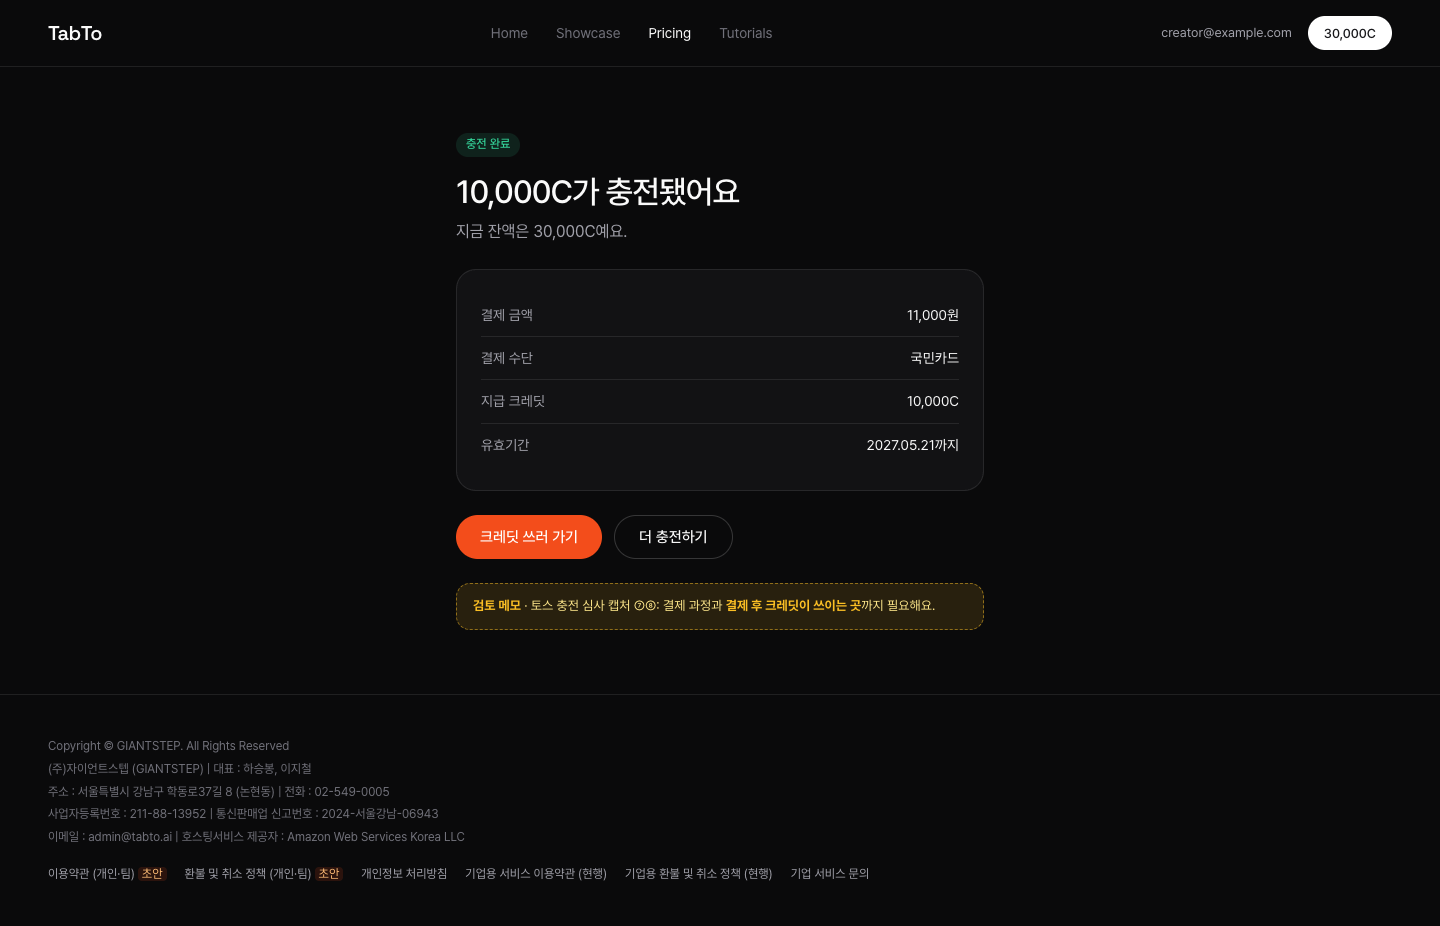 TabTo
Home Showcase Pricing Tutorials
creator@example.com 30,000C
충전 완료
10,000C가 충전됐어요
지금 잔액은 30,000C예요.
결제 금액 11,000원
결제 수단 국민카드
지급 크레딧 10,000C
유효기간 2027.05.21까지
크레딧 쓰러 가기 더 충전하기
검토 메모 · 토스 충전 심사 캡처 ⑦⑧: 결제 과정과 결제 후 크레딧이 쓰이는 곳까지 필요해요.
Copyright © GIANTSTEP. All Rights Reserved
(주)자이언트스텝 (GIANTSTEP) | 대표 : 하승봉, 이지철
주소 : 서울특별시 강남구 학동로37길 8 (논현동) | 전화 : 02-549-0005
사업자등록번호 : 211-88-13952 | 통신판매업 신고번호 : 2024-서울강남-06943
이메일 : admin@tabto.ai | 호스팅서비스 제공자 : Amazon Web Services Korea LLC
이용약관 (개인·팀) 초안 환불 및 취소 정책 (개인·팀) 초안 개인정보 처리방침 기업용 서비스 이용약관 (현행) 기업용 환불 및 취소 정책 (현행) 기업 서비스 문의